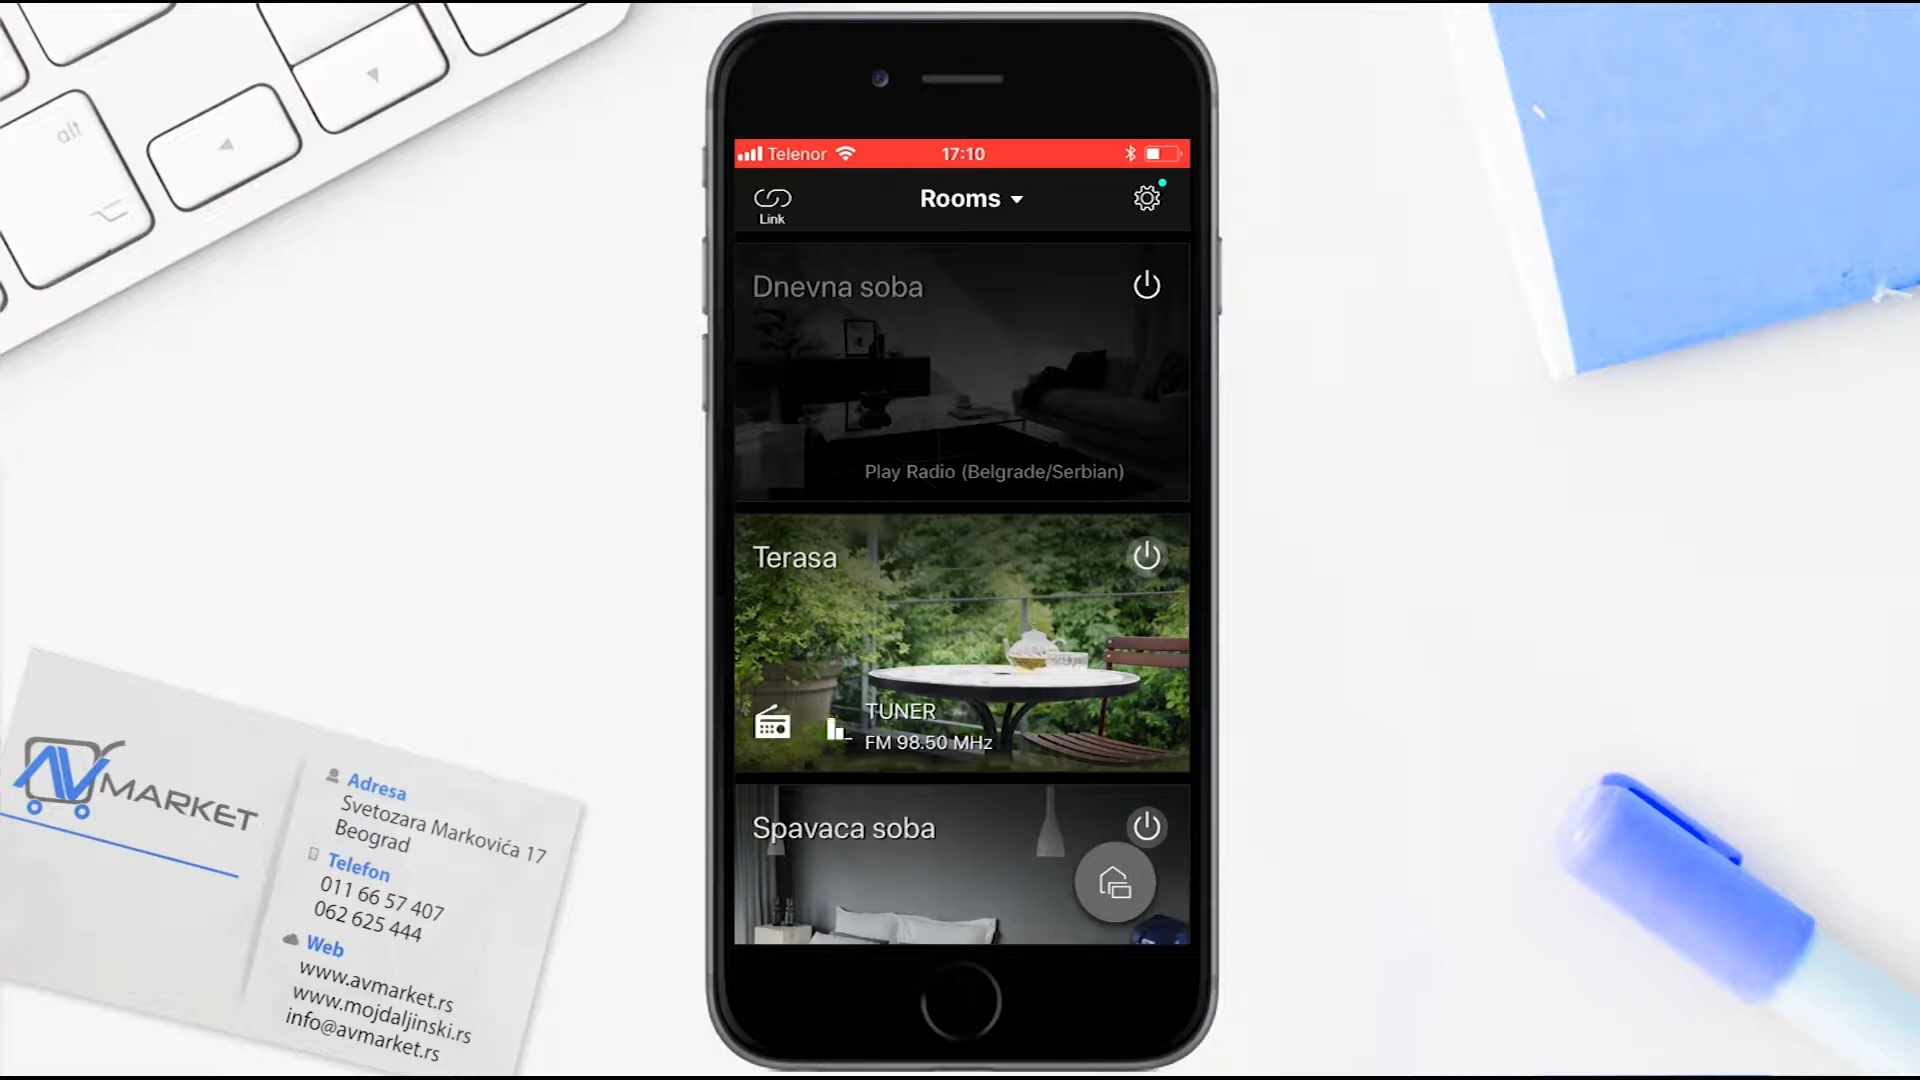 alt
Telenor 17:10
Link
Rooms
Dnevna soba
Play Radio (Belgrade/Serbian)
Terasa
TUNER
FM 98.50 MHz
Spavaca soba
AV MARKET
Adresa
Svetozara Markovića 17
Beograd
Telefon
011 66 57 407
062 625 444
Web
www.avmarket.rs
www.mojdaljinski.rs
info@avmarket.rs